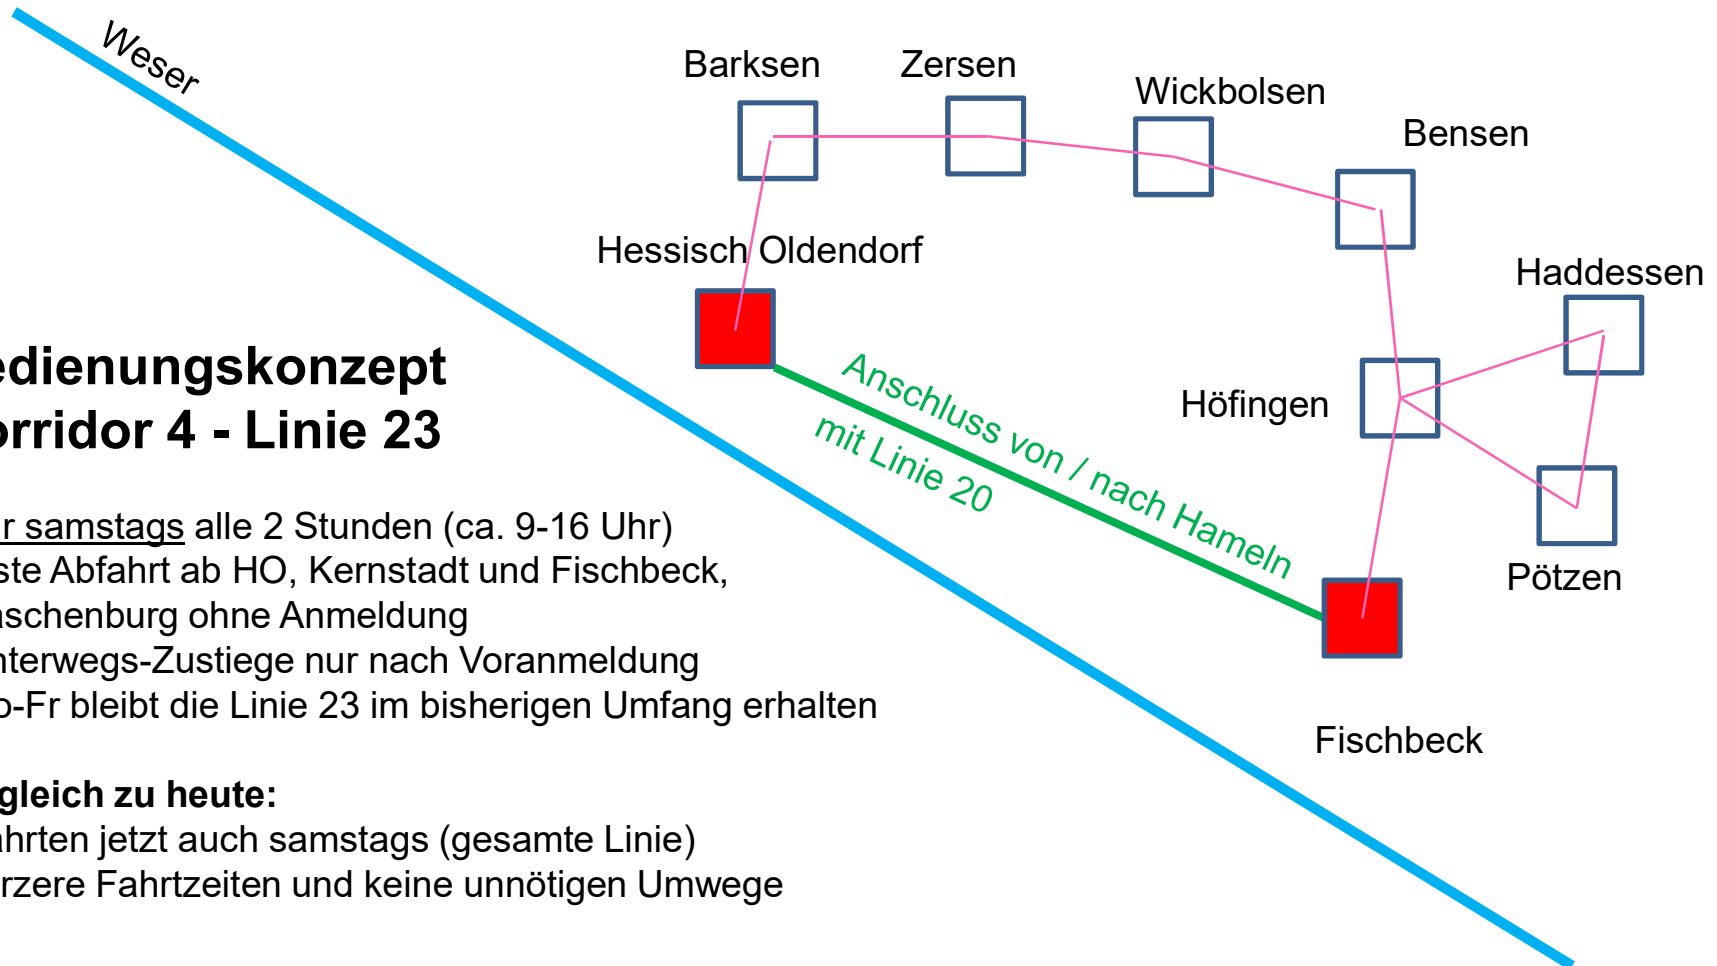 Weser
Barksen
Zersen
Wickbolsen
Bensen
Hessisch Oldendorf
Haddessen
Höfingen
Anschluss von / nach Hameln
mit Linie 20
Pötzen
Fischbeck
edienungskonzept
orridor 4 - Linie 23
r samstags alle 2 Stunden (ca. 9-16 Uhr)
ste Abfahrt ab HO, Kernstadt und Fischbeck,
aschenburg ohne Anmeldung
nterwegs-Zustiege nur nach Voranmeldung
o-Fr bleibt die Linie 23 im bisherigen Umfang erhalten
gleich zu heute:
ahrten jetzt auch samstags (gesamte Linie)
rzere Fahrtzeiten und keine unnötigen Umwege